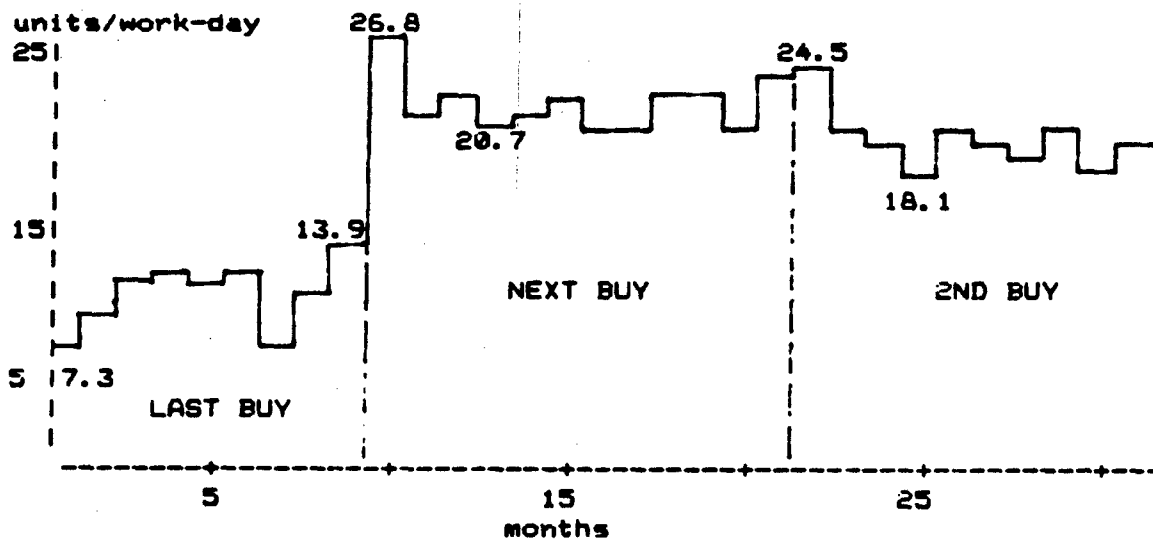 units/work-day
26.8
25
24.5
20.7
18.1
15
13.9
NEXT BUY
2ND BUY
5
7.3
LAST BUY
5
15
25
months